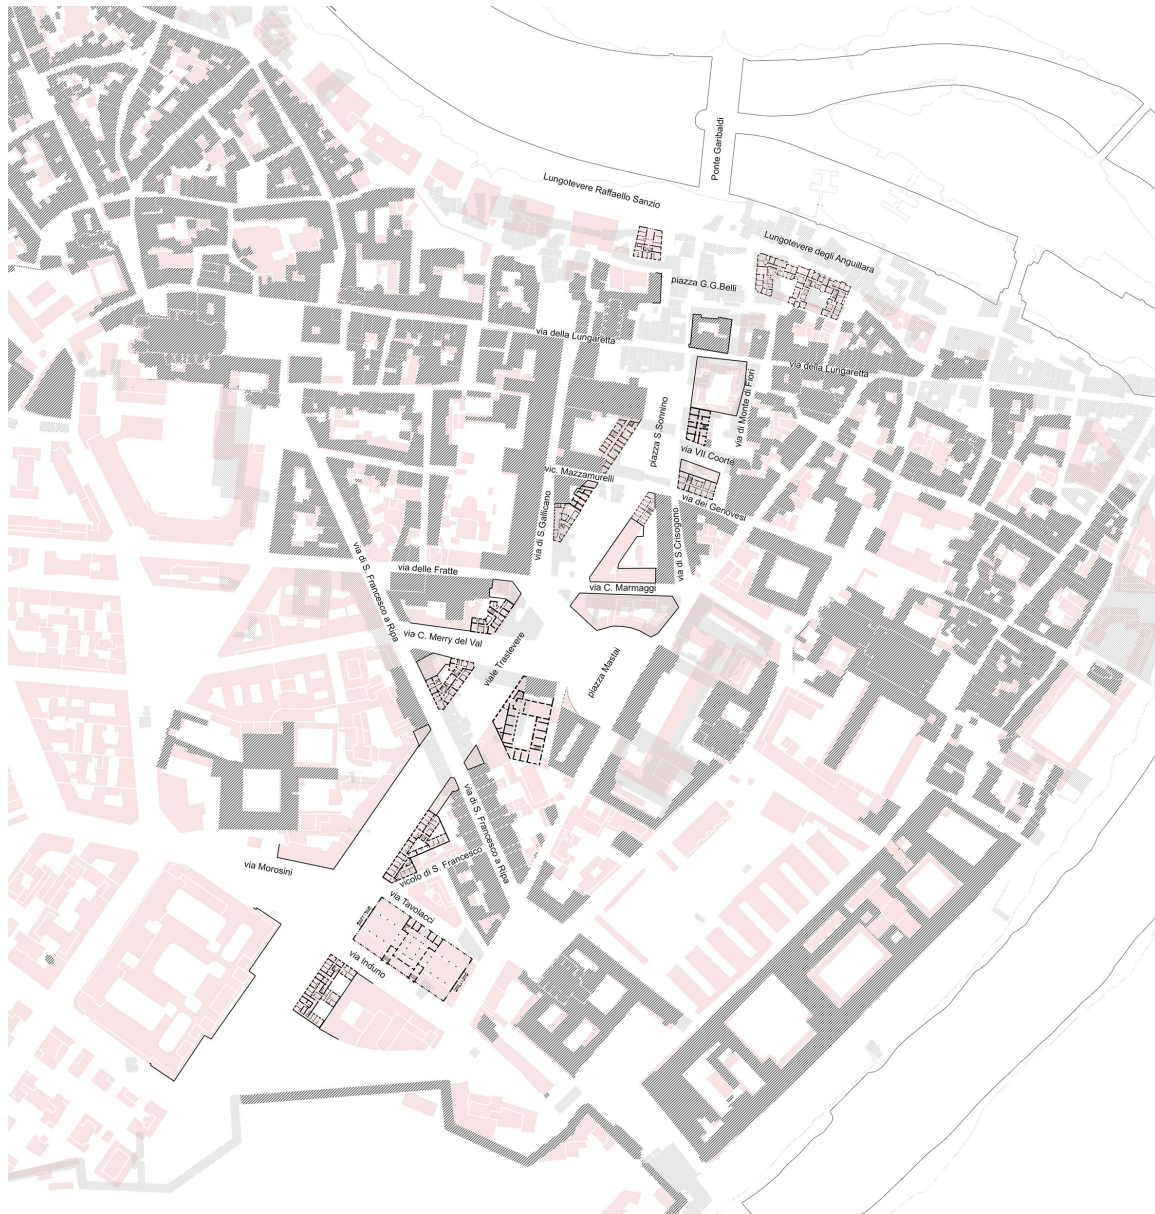 Ponte Garibaldi
Lungotevere Raffaello Sanzio
Lungotevere degli Anguillara
piazza G.G.Belli
via della Lungaretta
via della Lungaretta
via di Monte di Fiori
piazza S.Sonnino
via VII Coorte
vic. Mazzamurelli
via dei Genovesi
via di S.Gallicano
via di S.Crisogono
via di S. Francesco a Ripa
via delle Fratte
via C. Marmaggi
via C. Merry del Val
viale Trastevere
piazza Mastai
via di S. Francesco a Ripa
vicolo di S. Francesco
via Morosini
via Tavolacci
via Induno